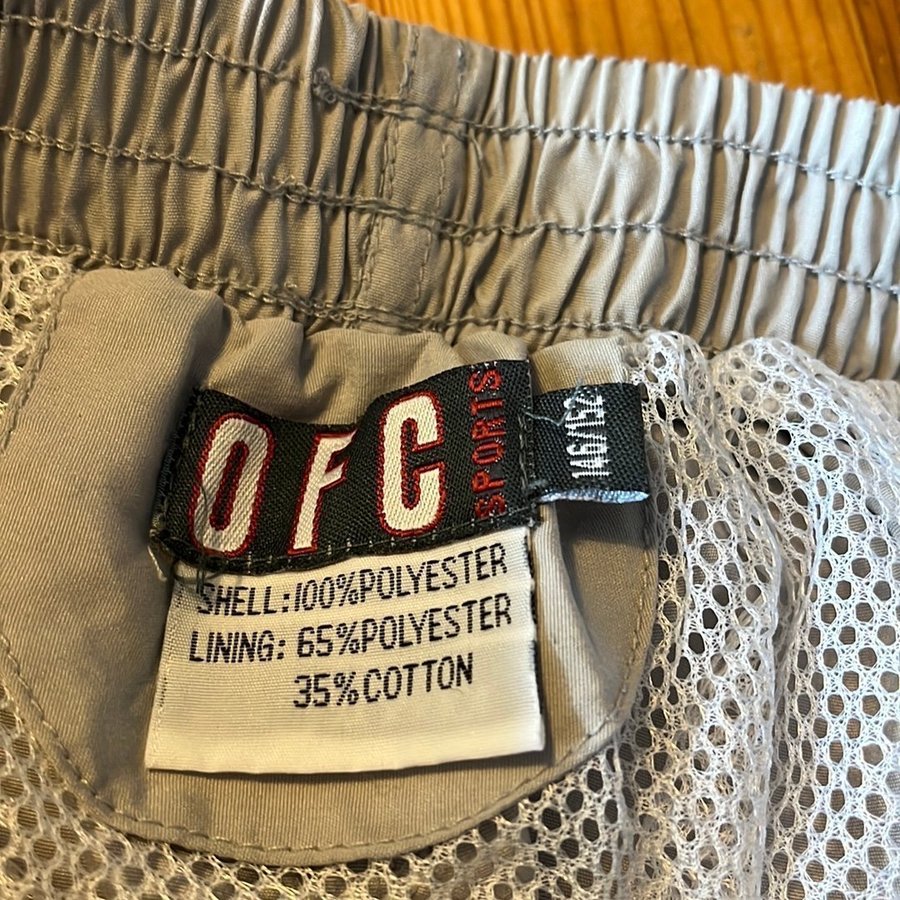 OFC SPORTS
146/152
SHELL:100%POLYESTER
LINING: 65%POLYESTER
35%COTTON